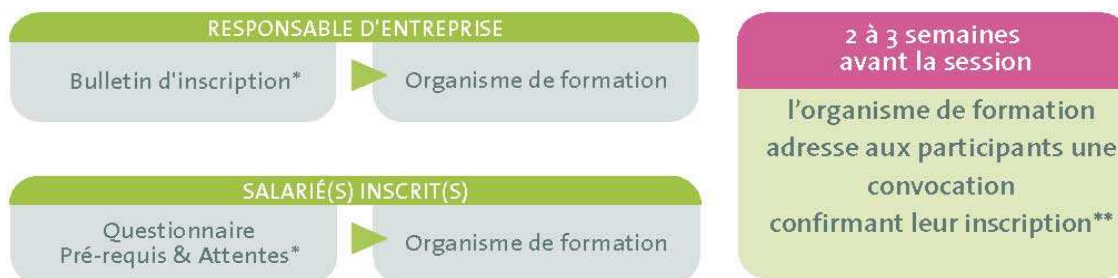 RESPONSABLE D'ENTREPRISE
Bulletin d'inscription*
Organisme de formation
SALARIÉ(S) INSCRIT(S)
Questionnaire
Pré-requis & Attentes*
Organisme de formation
2 à 3 semaines
avant la session
l'organisme de formation
adresse aux participants une
convocation
confirmant leur inscription**